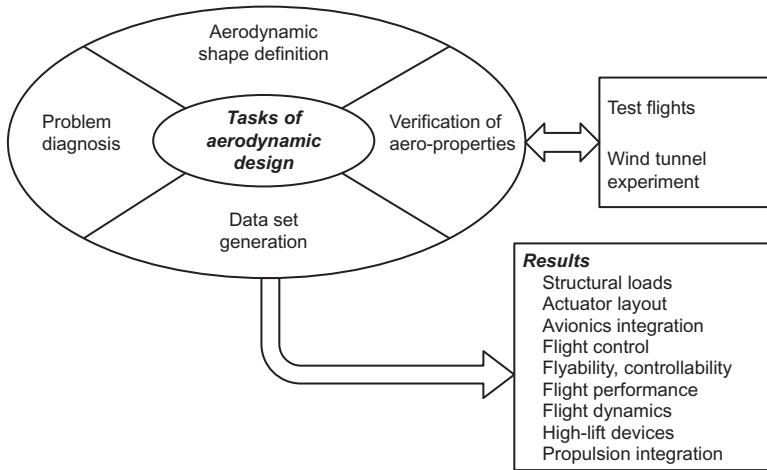 Aerodynamic
shape definition
Problem
diagnosis
Tasks of
aerodynamic
design
Verification of
aero-properties
Data set
generation
Test flights
Wind tunnel
experiment
Results
Structural loads
Actuator layout
Avionics integration
Flight control
Flyability, controllability
Flight performance
Flight dynamics
High-lift devices
Propulsion integration